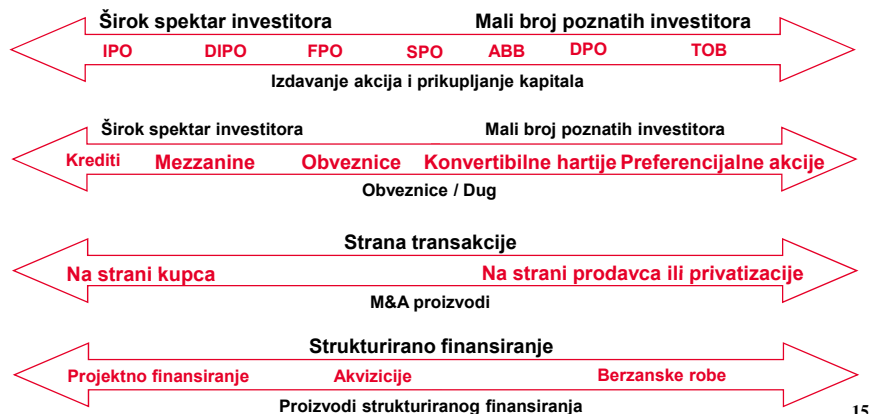 Širok spektar investitora Mali broj poznatih investitora
IPO DIPO FPO SPO ABB DPO TOB
Izdavanje akcija i prikupljanje kapitala
Širok spektar investitora Mali broj poznatih investitora
Krediti Mezzanine Obveznice Konvertibilne hartije Preferencijalne akcije
Obveznice / Dug
Strana transakcije
Na strani kupca Na strani prodavca ili privatizacije
M&A proizvodi
Strukturirano finansiranje
Projektno finansiranje Akvizicije Berzanske robe
Proizvodi strukturiranog finansiranja
15